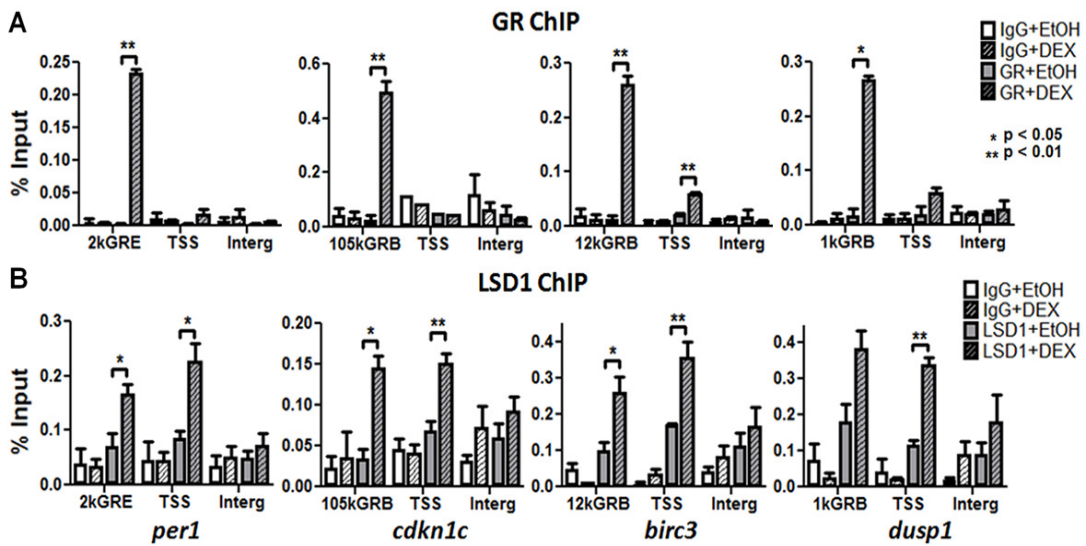 A
GR ChIP
IgG+EtOH
IgG+DEX
GR+EtOH
GR+DEX
* p < 0.05
** p < 0.01
% Input
0.25
0.20
0.15
0.10
0.05
0.00
**
2kGRE TSS Interg
0.6
0.4
0.2
0.0
**
105kGRB TSS Interg
0.3
0.2
0.1
0.0
**
**
12kGRB TSS Interg
0.3
0.2
0.1
0.0
*
1kGRB TSS Interg
B
LSD1 ChIP
IgG+EtOH
IgG+DEX
LSD1+EtOH
LSD1+DEX
% Input
0.3
0.2
0.1
0.0
*
*
2kGRE TSS Interg
per1
0.20
0.15
0.10
0.05
0.00
*
**
105kGRB TSS Interg
cdkn1c
0.4
0.3
0.2
0.1
0.0
*
**
12kGRB TSS Interg
birc3
0.4
0.3
0.2
0.1
0.0
**
1kGRB TSS Interg
dusp1